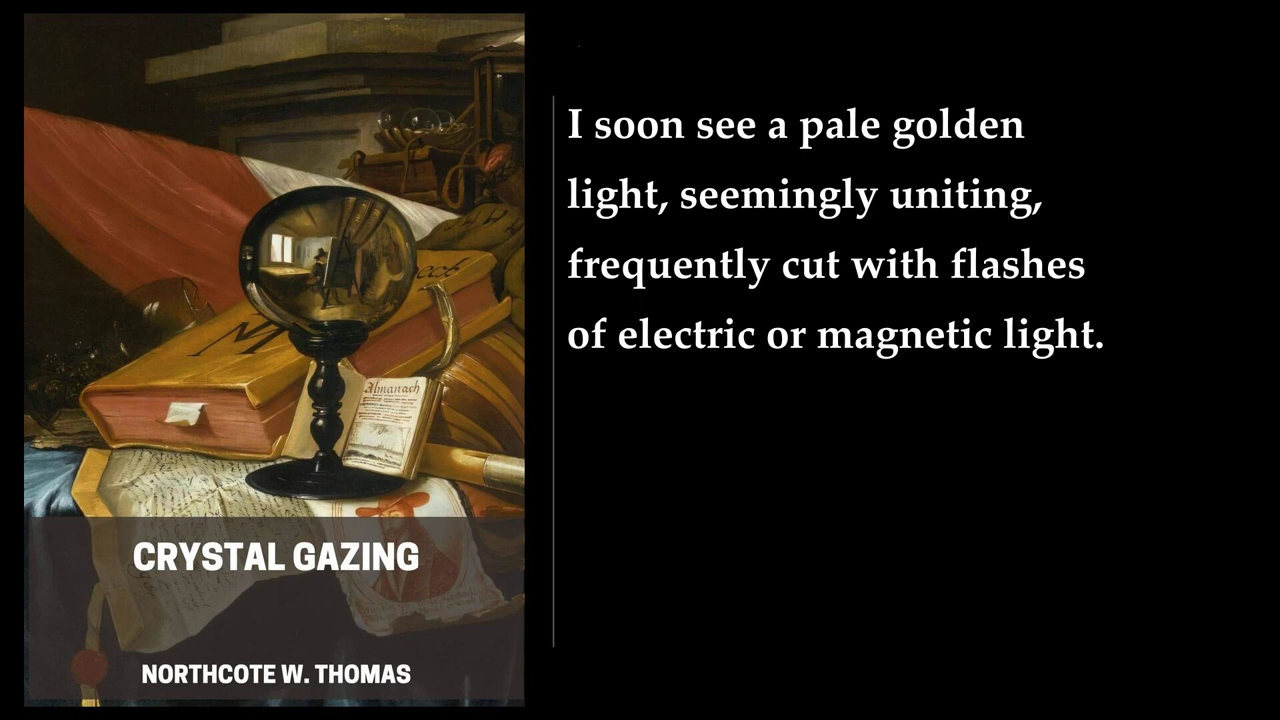 I soon see a pale golden
light, seemingly uniting,
frequently cut with flashes
of electric or magnetic light.
M
Almanach
CRYSTAL GAZING
NORTHCOTE W. THOMAS